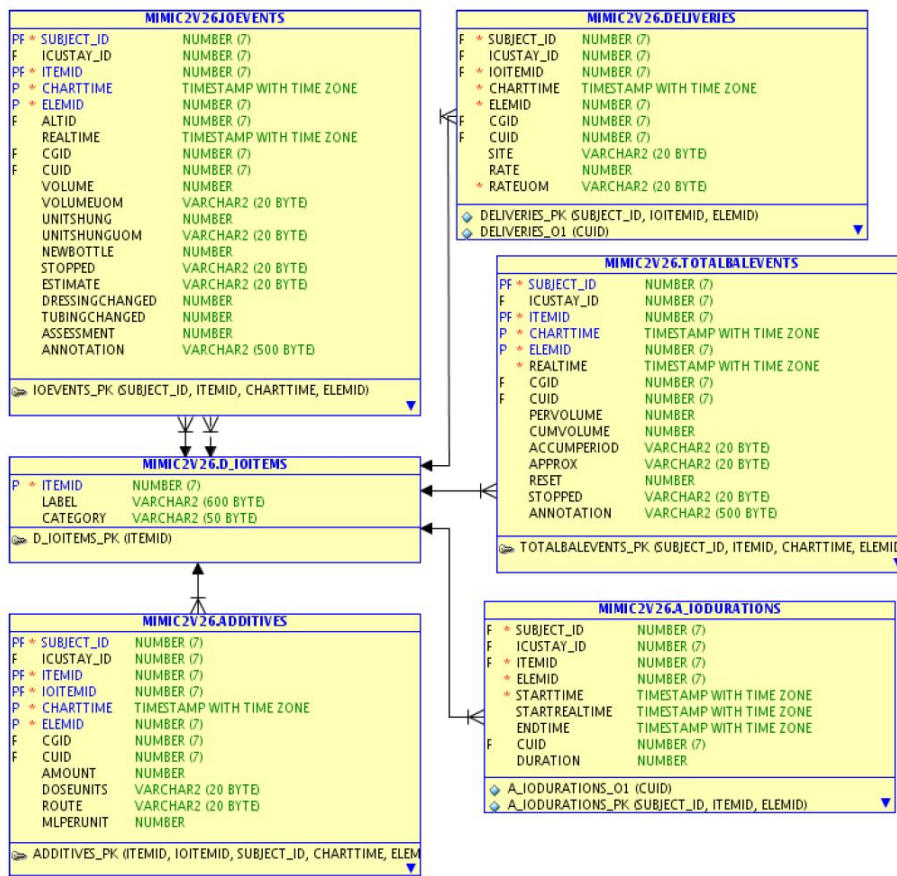 MIMIC2V26.IOEVENTS
PF * SUBJECT_ID NUMBER (7)
F ICUSTAY_ID NUMBER (7)
PF * ITEMID NUMBER (7)
P * CHARTTIME TIMESTAMP WITH TIME ZONE
P * ELEMID NUMBER (7)
F ALTID NUMBER (7)
REALTIME TIMESTAMP WITH TIME ZONE
F CGID NUMBER (7)
F CUID NUMBER (7)
VOLUME NUMBER
VOLUMEUOM VARCHAR2 (20 BYTE)
UNITSHUNG NUMBER
UNITSHUNGUOM VARCHAR2 (20 BYTE)
NEWBOTTLE NUMBER
STOPPED VARCHAR2 (20 BYTE)
ESTIMATE VARCHAR2 (20 BYTE)
DRESSINGCHANGED NUMBER
TUBINGCHANGED NUMBER
ASSESSMENT NUMBER
ANNOTATION VARCHAR2 (500 BYTE)
IOEVENTS_PK (SUBJECT_ID, ITEMID, CHARTTIME, ELEMID)
MIMIC2V26.DELIVERIES
F * SUBJECT_ID NUMBER (7)
F ICUSTAY_ID NUMBER (7)
F * IOITEMID NUMBER (7)
* CHARTTIME TIMESTAMP WITH TIME ZONE
* ELEMID NUMBER (7)
F CGID NUMBER (7)
F CUID NUMBER (7)
SITE VARCHAR2 (20 BYTE)
RATE NUMBER
* RATEUOM VARCHAR2 (20 BYTE)
DELIVERIES_PK (SUBJECT_ID, IOITEMID, ELEMID)
DELIVERIES_O1 (CUID)
MIMIC2V26.TOTALBALEVENTS
PF * SUBJECT_ID NUMBER (7)
F ICUSTAY_ID NUMBER (7)
PF * ITEMID NUMBER (7)
P * CHARTTIME TIMESTAMP WITH TIME ZONE
P * ELEMID NUMBER (7)
* REALTIME TIMESTAMP WITH TIME ZONE
F CGID NUMBER (7)
F CUID NUMBER (7)
PERVOLUME NUMBER
CUMVOLUME NUMBER
ACCUMPERIOD VARCHAR2 (20 BYTE)
APPROX VARCHAR2 (20 BYTE)
RESET NUMBER
STOPPED VARCHAR2 (20 BYTE)
ANNOTATION VARCHAR2 (500 BYTE)
TOTALBALEVENTS_PK (SUBJECT_ID, ITEMID, CHARTTIME, ELEMID
MIMIC2V26.D_IOITEMS
P * ITEMID NUMBER (7)
LABEL VARCHAR2 (600 BYTE)
CATEGORY VARCHAR2 (50 BYTE)
D_IOITEMS_PK (ITEMID)
MIMIC2V26.ADDITIVES
PF * SUBJECT_ID NUMBER (7)
F ICUSTAY_ID NUMBER (7)
PF * ITEMID NUMBER (7)
PF * IOITEMID NUMBER (7)
P * CHARTTIME TIMESTAMP WITH TIME ZONE
P * ELEMID NUMBER (7)
F CGID NUMBER (7)
F CUID NUMBER (7)
AMOUNT NUMBER
DOSEUNITS VARCHAR2 (20 BYTE)
ROUTE VARCHAR2 (20 BYTE)
MLPERUNIT NUMBER
ADDITIVES_PK (ITEMID, IOITEMID, SUBJECT_ID, CHARTTIME, ELEM
MIMIC2V26.A_IODURATIONS
F * SUBJECT_ID NUMBER (7)
F ICUSTAY_ID NUMBER (7)
F * ITEMID NUMBER (7)
* ELEMID NUMBER (7)
* STARTTIME TIMESTAMP WITH TIME ZONE
STARTREALTIME TIMESTAMP WITH TIME ZONE
ENDTIME TIMESTAMP WITH TIME ZONE
F CUID NUMBER (7)
DURATION NUMBER
A_IODURATIONS_O1 (CUID)
A_IODURATIONS_PK (SUBJECT_ID, ITEMID, ELEMID)